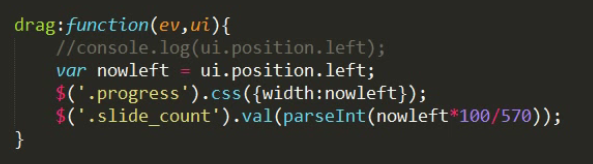 drag:function(ev,ui){
    //console.log(ui.position.left);
    var nowleft = ui.position.left;
    $('.progress').css({width:nowleft});
    $('.slide_count').val(parseInt(nowleft*100/570));
}